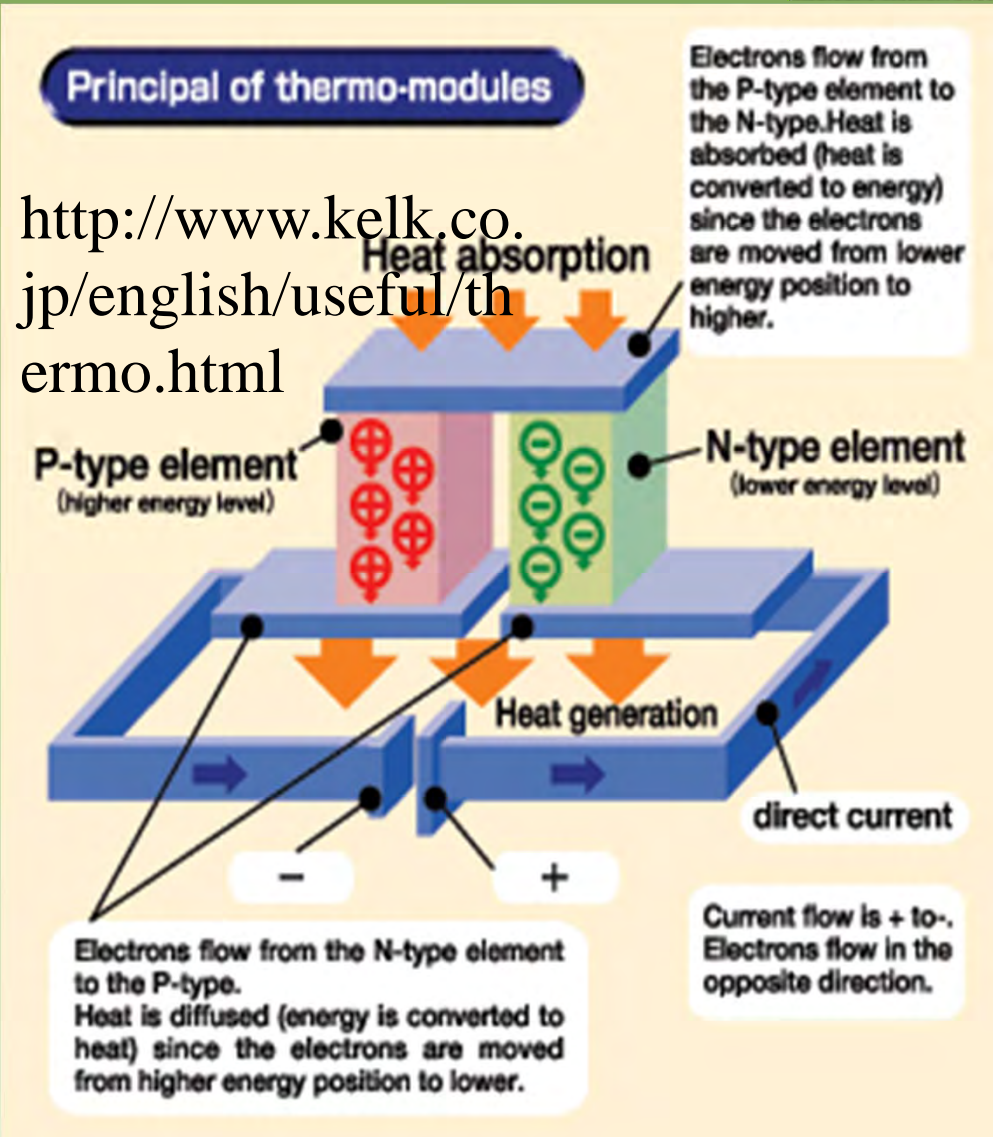 Principal of thermo-modules
Electrons flow from
the P-type element to
the N-type.Heat is
absorbed (heat is
converted to energy)
since the electrons
are moved from lower
energy position to
higher.
http://www.kelk.co.
jp/english/useful/th
ermo.html
Heat absorption
P-type element
(higher energy level)
N-type element
(lower energy level)
Heat generation
direct current
−
+
Current flow is + to-.
Electrons flow in the
opposite direction.
Electrons flow from the N-type element
to the P-type.
Heat is diffused (energy is converted to
heat) since the electrons are moved
from higher energy position to lower.